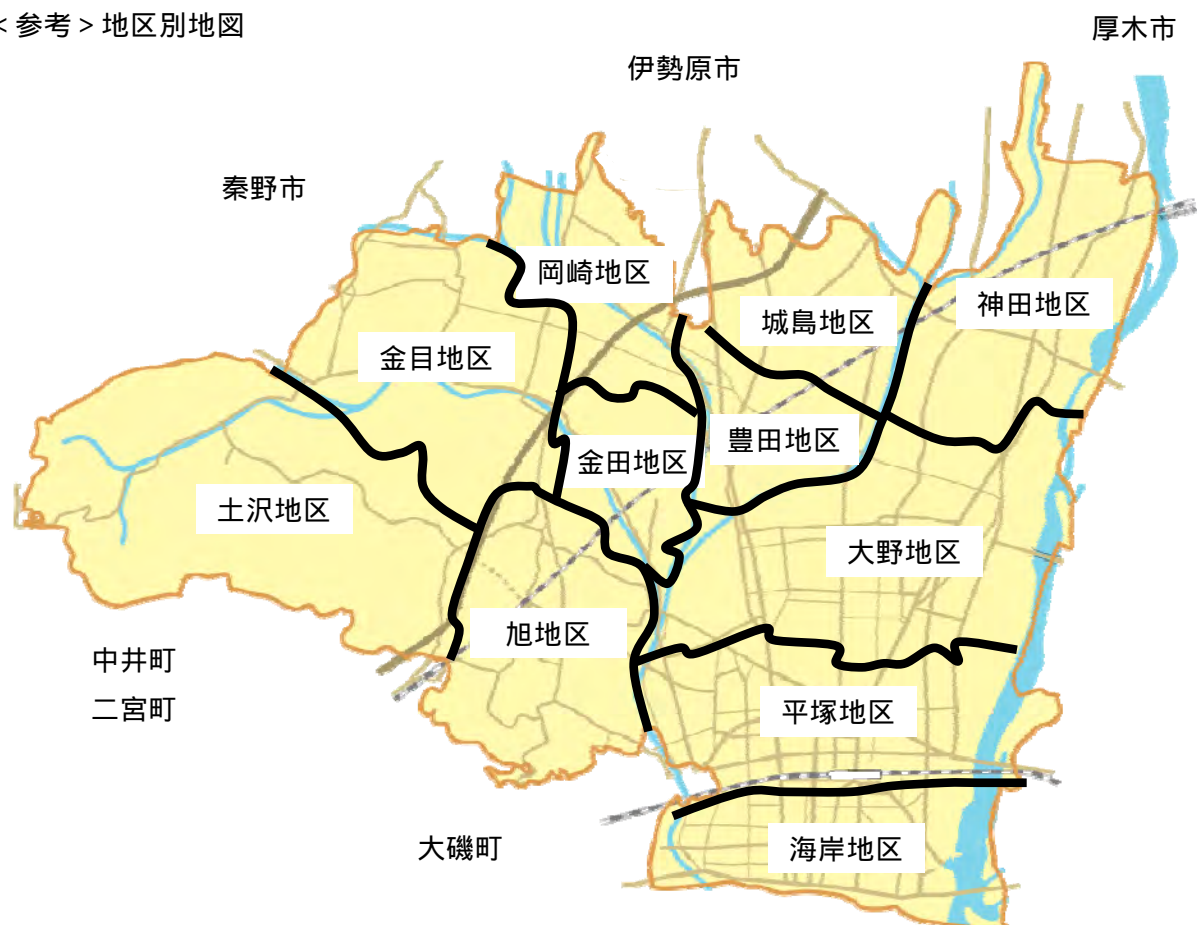 <参考>地区別地図
厚木市
伊勢原市
秦野市
岡崎地区
神田地区
城島地区
金目地区
豊田地区
金田地区
土沢地区
大野地区
旭地区
中井町
二宮町
平塚地区
大磯町
海岸地区